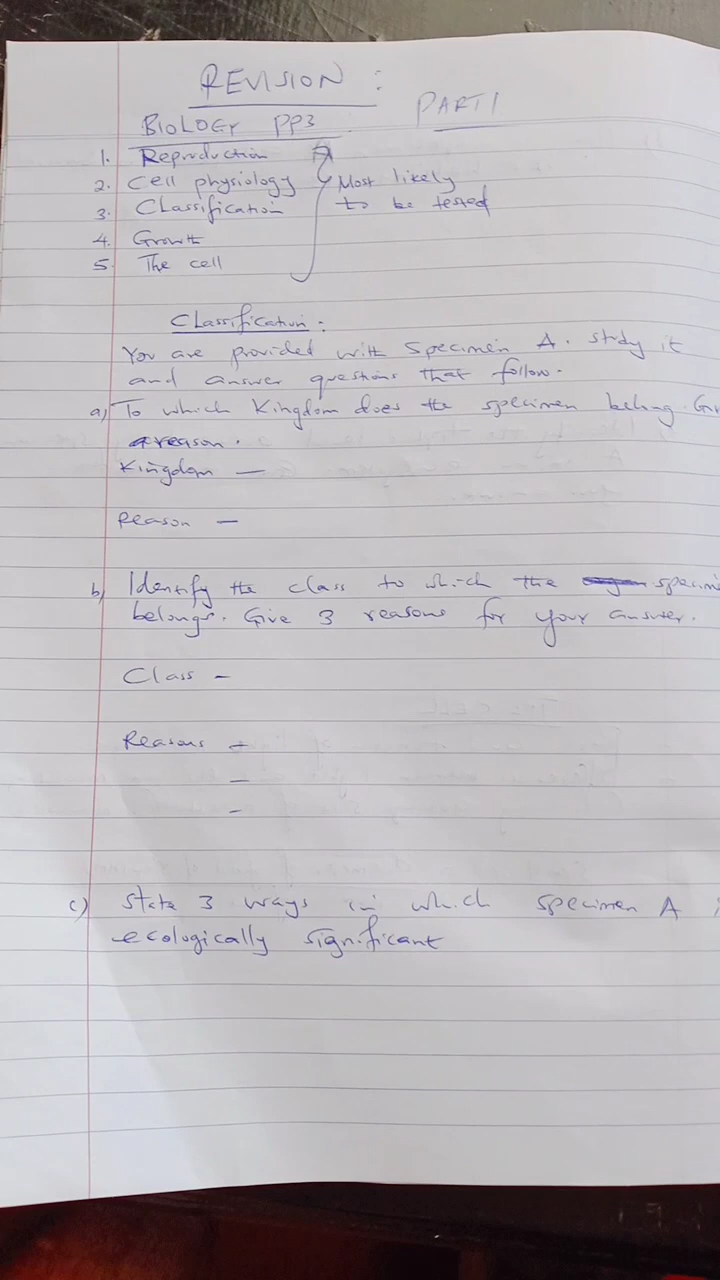 REVISION :
PART 1
BIOLOGY PP3
1. Reproduction
2. Cell physiology
3. Classification
4. Growth
5. The cell
Most likely
to be tested
Classification :
You are provided with specimen A. study it
and answer questions that follow.
a) To which Kingdom does the specimen belong. Gi
a reason.
Kingdom —
Reason —
b) Identify the class to which the specime
belongs. Give 3 reasons for your answer.
Class -
Reasons -
-
-
c) State 3 ways in which specimen A i
ecologically significant